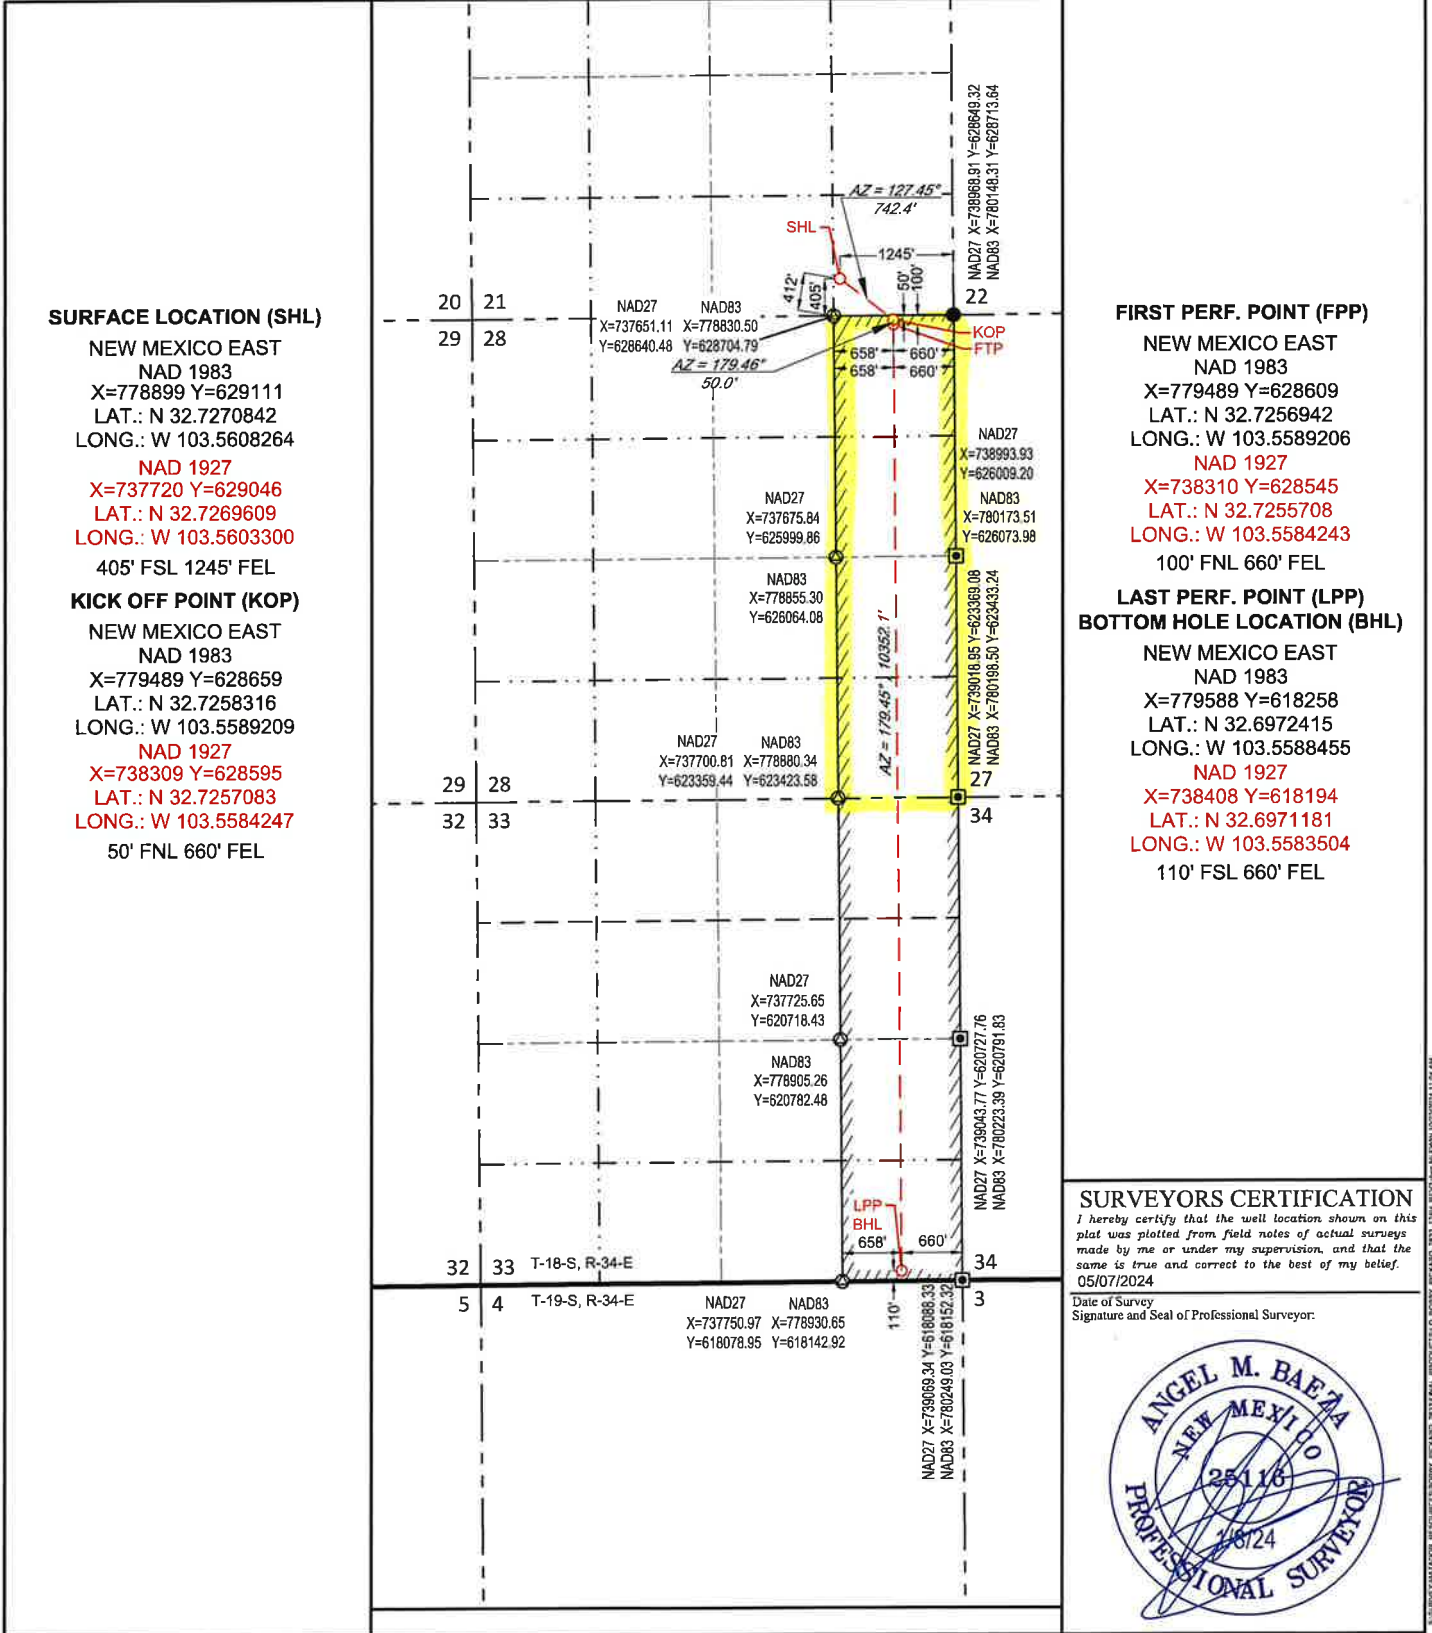 SURFACE LOCATION (SHL)
NEW MEXICO EAST
NAD 1983
X=778899 Y=629111
LAT.: N 32.7270842
LONG.: W 103.5608264
NAD 1927
X=737720 Y=629046
LAT.: N 32.7269609
LONG.: W 103.5603300
405' FSL 1245' FEL
KICK OFF POINT (KOP)
NEW MEXICO EAST
NAD 1983
X=779489 Y=628659
LAT.: N 32.7258316
LONG.: W 103.5589209
NAD 1927
X=738309 Y=628595
LAT.: N 32.7257083
LONG.: W 103.5584247
50' FNL 660' FEL
NAD27 X=738968.91 Y=628649.32
NAD83 X=780148.31 Y=628713.64
AZ = 127.45°
742.4'
SHL
1245'
412'
405'
50'
100'
20 21
29 28
22
NAD27
X=737651.11
Y=628640.48
NAD83
X=778830.50
Y=628704.79
AZ = 179.46°
50.0'
KOP
FTP
658' 660'
658' 660'
NAD27
X=738993.93
Y=626009.20
NAD83
X=780173.51
Y=626073.98
NAD27
X=737675.84
Y=625999.86
NAD83
X=778855.30
Y=626064.08
AZ = 179.45° 10352.1'
NAD27 X=739018.95 Y=623369.08
NAD83 X=780198.50 Y=623433.24
NAD27
X=737700.81
Y=623359.44
NAD83
X=778880.34
Y=623423.58
29 28
32 33
27
34
NAD27
X=737725.65
Y=620718.43
NAD83
X=778905.26
Y=620782.48
NAD27 X=739043.77 Y=620727.76
NAD83 X=780223.39 Y=620791.83
LPP
BHL
658' 660'
32 33 T-18-S, R-34-E
34
5 4 T-19-S, R-34-E
3
NAD27
X=737750.97
Y=618078.95
NAD83
X=778930.65
Y=618142.92
110'
NAD27 X=739069.34 Y=618088.33
NAD83 X=780249.03 Y=618152.32
FIRST PERF. POINT (FPP)
NEW MEXICO EAST
NAD 1983
X=779489 Y=628609
LAT.: N 32.7256942
LONG.: W 103.5589206
NAD 1927
X=738310 Y=628545
LAT.: N 32.7255708
LONG.: W 103.5584243
100' FNL 660' FEL
LAST PERF. POINT (LPP)
BOTTOM HOLE LOCATION (BHL)
NEW MEXICO EAST
NAD 1983
X=779588 Y=618258
LAT.: N 32.6972415
LONG.: W 103.5588455
NAD 1927
X=738408 Y=618194
LAT.: N 32.6971181
LONG.: W 103.5583504
110' FSL 660' FEL
SURVEYORS CERTIFICATION
I hereby certify that the well location shown on this
plat was plotted from field notes of actual surveys
made by me or under my supervision, and that the
same is true and correct to the best of my belief.
05/07/2024
Date of Survey
Signature and Seal of Professional Surveyor:
ANGEL M. BAEZA
NEW MEXICO
25116
PROFESSIONAL SURVEYOR